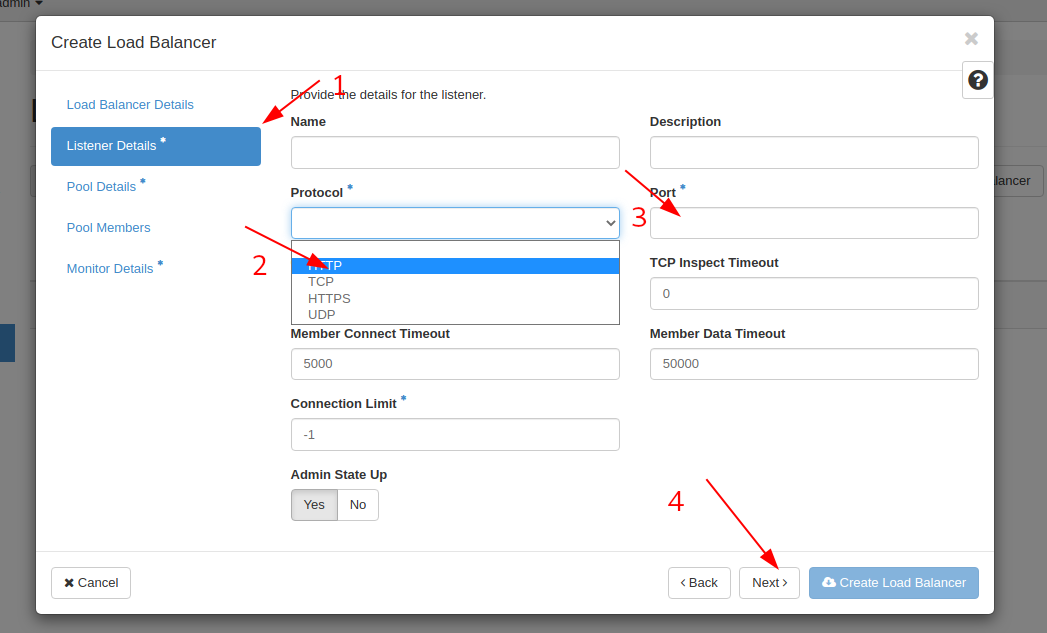 admin
Create Load Balancer
1
Load Balancer Details
Listener Details *
Pool Details *
Pool Members
Monitor Details *
Provide the details for the listener.
Name
Description
Protocol *
Port *
3
2
HTTP
TCP
HTTPS
UDP
TCP Inspect Timeout
0
Member Connect Timeout
5000
Member Data Timeout
50000
Connection Limit *
-1
Admin State Up
Yes No
4
Cancel
Back
Next
Create Load Balancer